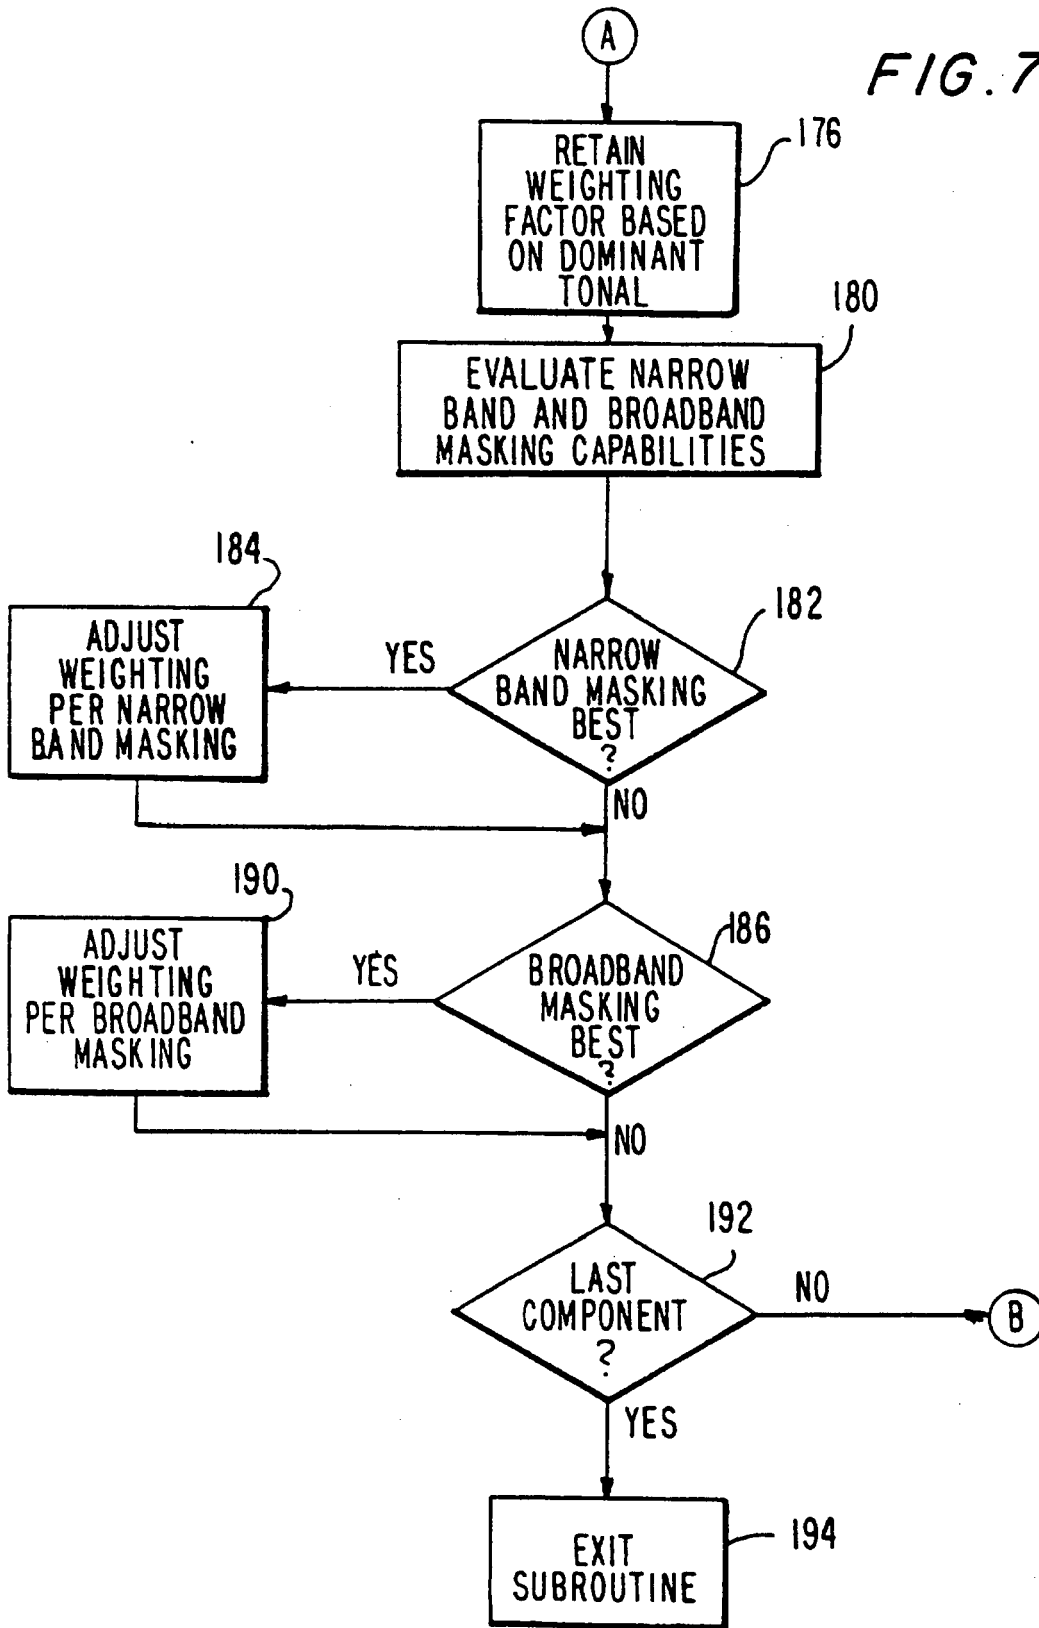 A
FIG. 7
176
RETAIN
WEIGHTING
FACTOR BASED
ON DOMINANT
TONAL
180
EVALUATE NARROW
BAND AND BROADBAND
MASKING CAPABILITIES
184
ADJUST
WEIGHTING
PER NARROW
BAND MASKING
YES
182
NARROW
BAND MASKING
BEST
?
NO
190
ADJUST
WEIGHTING
PER BROADBAND
MASKING
YES
186
BROADBAND
MASKING
BEST
?
NO
192
LAST
COMPONENT
?
NO
B
YES
194
EXIT
SUBROUTINE